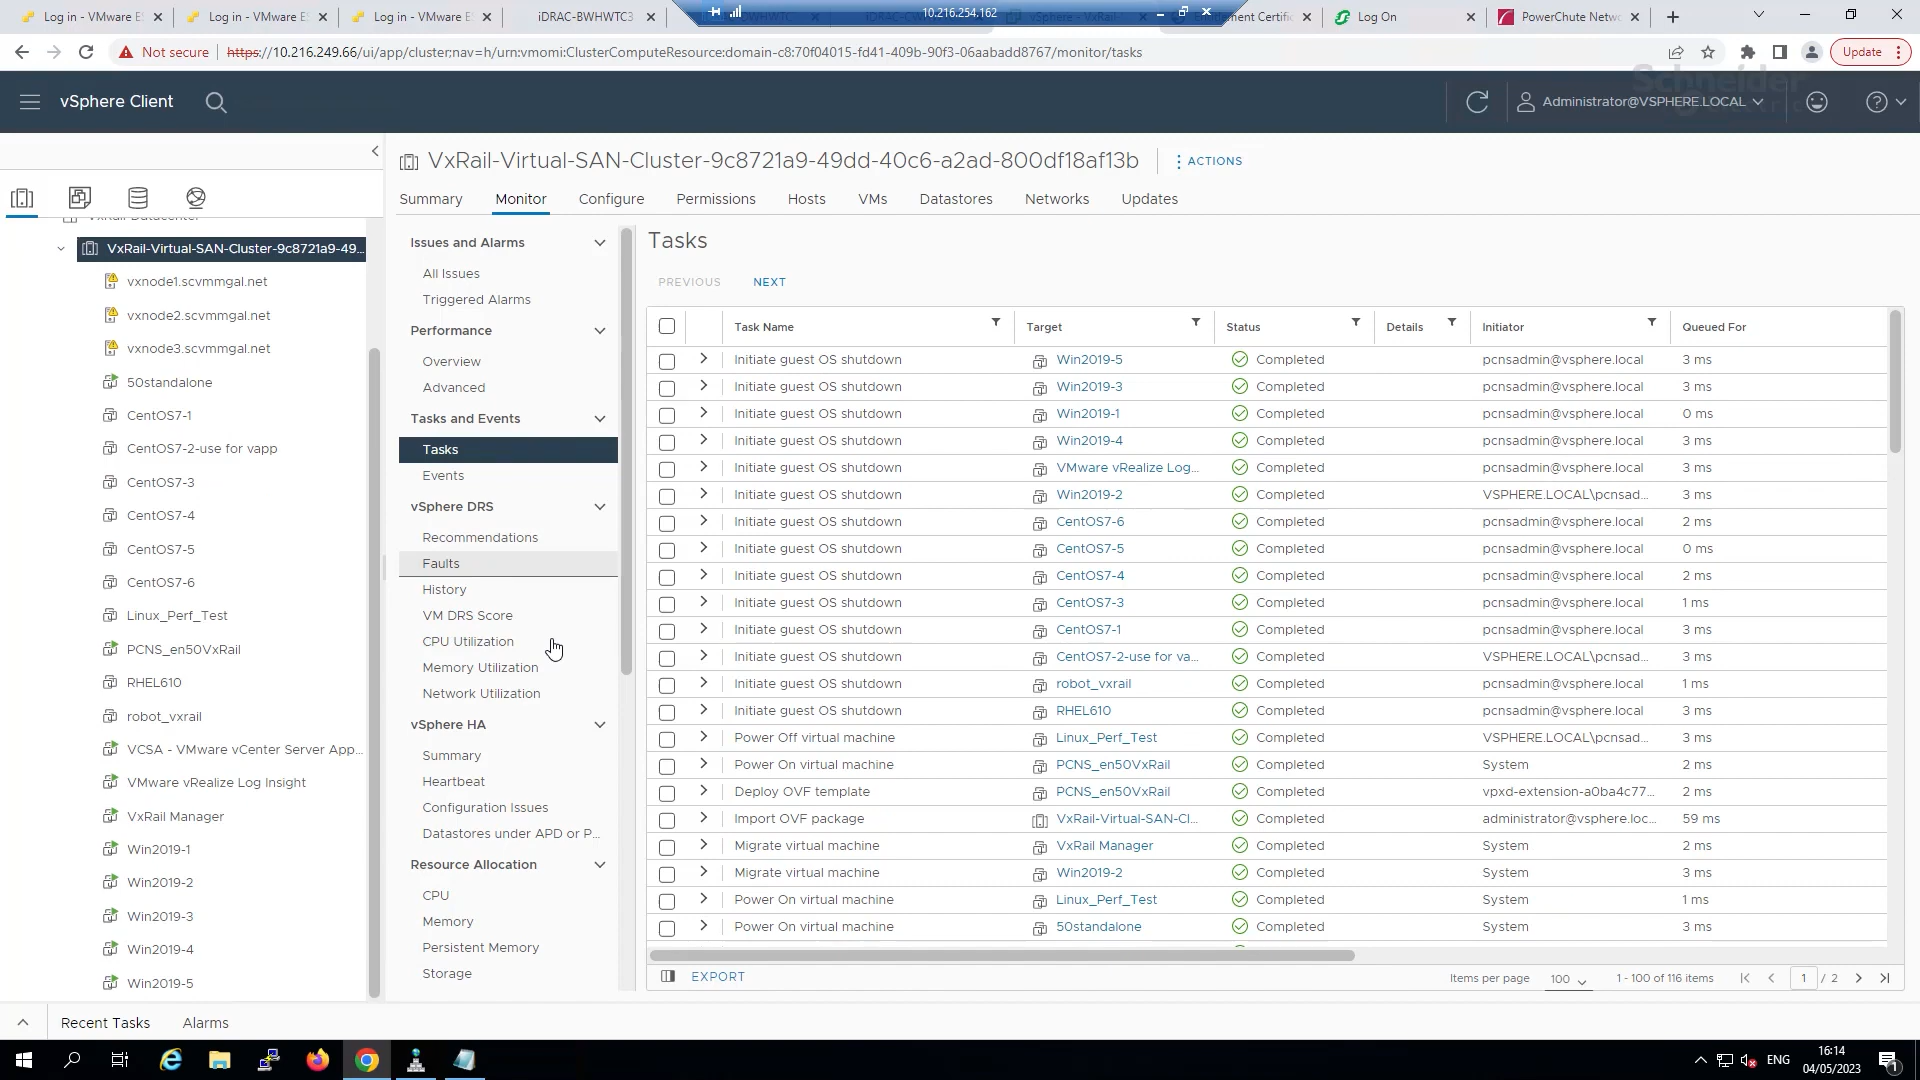 Log in - VMware ES
Log in - VMware ES
Log in - VMware ES
iDRAC-BWHWTC3
10.216.254.162
Entitlement Certific
Log On
PowerChute Netwo
Not secure
https://10.216.249.66/ui/app/cluster;nav=h/urn:vmomi:ClusterComputeResource:domain-c8:70f04015-fd41-409b-90f3-06aabadd8767/monitor/tasks
Update
vSphere Client
Administrator@VSPHERE.LOCAL
Schneider
VxRail-Virtual-SAN-Cluster-9c8721a9-49dd-40c6-a2ad-800df18af13b
ACTIONS
Summary
Monitor
Configure
Permissions
Hosts
VMs
Datastores
Networks
Updates
VxRail-Datacenter
VxRail-Virtual-SAN-Cluster-9c8721a9-49...
vxnode1.scvmmgal.net
vxnode2.scvmmgal.net
vxnode3.scvmmgal.net
50standalone
CentOS7-1
CentOS7-2-use for vapp
CentOS7-3
CentOS7-4
CentOS7-5
CentOS7-6
Linux_Perf_Test
PCNS_en50VxRail
RHEL610
robot_vxrail
VCSA - VMware vCenter Server App...
VMware vRealize Log Insight
VxRail Manager
Win2019-1
Win2019-2
Win2019-3
Win2019-4
Win2019-5
Issues and Alarms
All Issues
Triggered Alarms
Performance
Overview
Advanced
Tasks and Events
Tasks
Events
vSphere DRS
Recommendations
Faults
History
VM DRS Score
CPU Utilization
Memory Utilization
Network Utilization
vSphere HA
Summary
Heartbeat
Configuration Issues
Datastores under APD or P...
Resource Allocation
CPU
Memory
Persistent Memory
Storage
Tasks
PREVIOUS NEXT
Task Name Target Status Details Initiator Queued For
Initiate guest OS shutdown Win2019-5 Completed pcnsadmin@vsphere.local 3 ms
Initiate guest OS shutdown Win2019-3 Completed pcnsadmin@vsphere.local 3 ms
Initiate guest OS shutdown Win2019-1 Completed pcnsadmin@vsphere.local 0 ms
Initiate guest OS shutdown Win2019-4 Completed pcnsadmin@vsphere.local 3 ms
Initiate guest OS shutdown VMware vRealize Log... Completed pcnsadmin@vsphere.local 3 ms
Initiate guest OS shutdown Win2019-2 Completed VSPHERE.LOCAL\pcnsad... 3 ms
Initiate guest OS shutdown CentOS7-6 Completed pcnsadmin@vsphere.local 2 ms
Initiate guest OS shutdown CentOS7-5 Completed pcnsadmin@vsphere.local 0 ms
Initiate guest OS shutdown CentOS7-4 Completed pcnsadmin@vsphere.local 2 ms
Initiate guest OS shutdown CentOS7-3 Completed pcnsadmin@vsphere.local 1 ms
Initiate guest OS shutdown CentOS7-1 Completed pcnsadmin@vsphere.local 3 ms
Initiate guest OS shutdown CentOS7-2-use for va... Completed VSPHERE.LOCAL\pcnsad... 3 ms
Initiate guest OS shutdown robot_vxrail Completed pcnsadmin@vsphere.local 1 ms
Initiate guest OS shutdown RHEL610 Completed pcnsadmin@vsphere.local 3 ms
Power Off virtual machine Linux_Perf_Test Completed VSPHERE.LOCAL\pcnsad... 3 ms
Power On virtual machine PCNS_en50VxRail Completed System 2 ms
Deploy OVF template PCNS_en50VxRail Completed vpxd-extension-a0ba4c77... 2 ms
Import OVF package VxRail-Virtual-SAN-Cl... Completed administrator@vsphere.loc... 59 ms
Migrate virtual machine VxRail Manager Completed System 2 ms
Migrate virtual machine Win2019-2 Completed System 3 ms
Power On virtual machine Linux_Perf_Test Completed System 1 ms
Power On virtual machine 50standalone Completed System 3 ms
EXPORT
Items per page 100 1 - 100 of 116 items 1 / 2
Recent Tasks
Alarms
ENG
16:14
04/05/2023
1